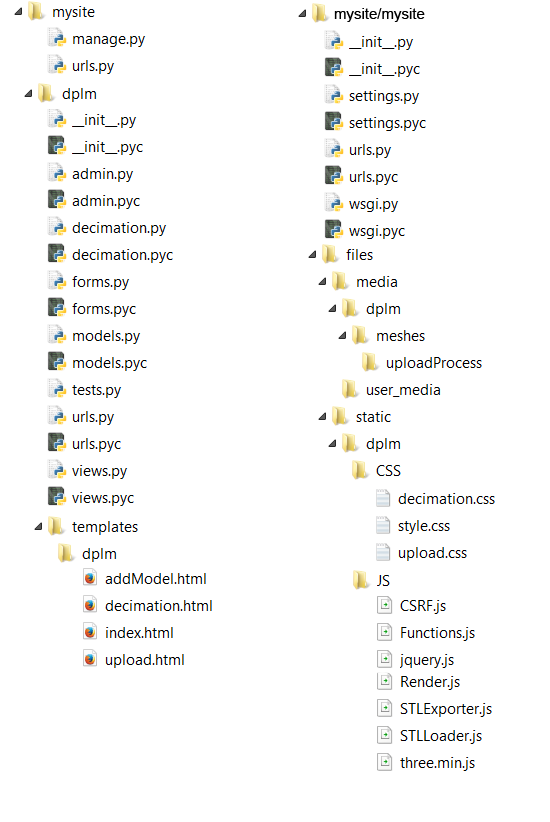 mysite
manage.py
urls.py
dplm
__init__.py
__init__.pyc
admin.py
admin.pyc
decimation.py
decimation.pyc
forms.py
forms.pyc
models.py
models.pyc
tests.py
urls.py
urls.pyc
views.py
views.pyc
templates
dplm
addModel.html
decimation.html
index.html
upload.html
mysite/mysite
__init__.py
__init__.pyc
settings.py
settings.pyc
urls.py
urls.pyc
wsgi.py
wsgi.pyc
files
media
dplm
meshes
uploadProcess
user_media
static
dplm
CSS
decimation.css
style.css
upload.css
JS
CSRF.js
Functions.js
jquery.js
Render.js
STLExporter.js
STLLoader.js
three.min.js